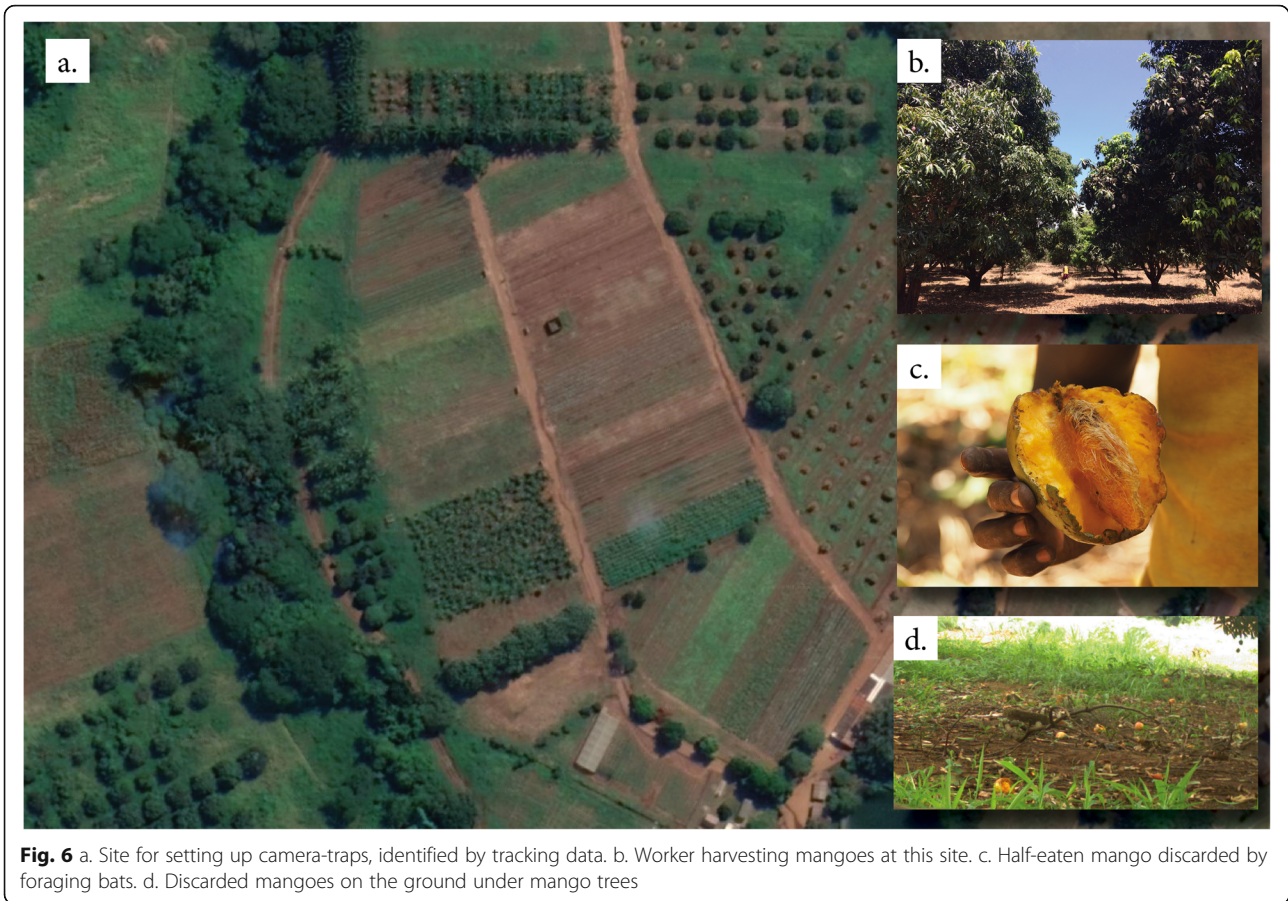 a.
b.
c.
d.
Fig. 6 a. Site for setting up camera-traps, identified by tracking data. b. Worker harvesting mangoes at this site. c. Half-eaten mango discarded by
foraging bats. d. Discarded mangoes on the ground under mango trees